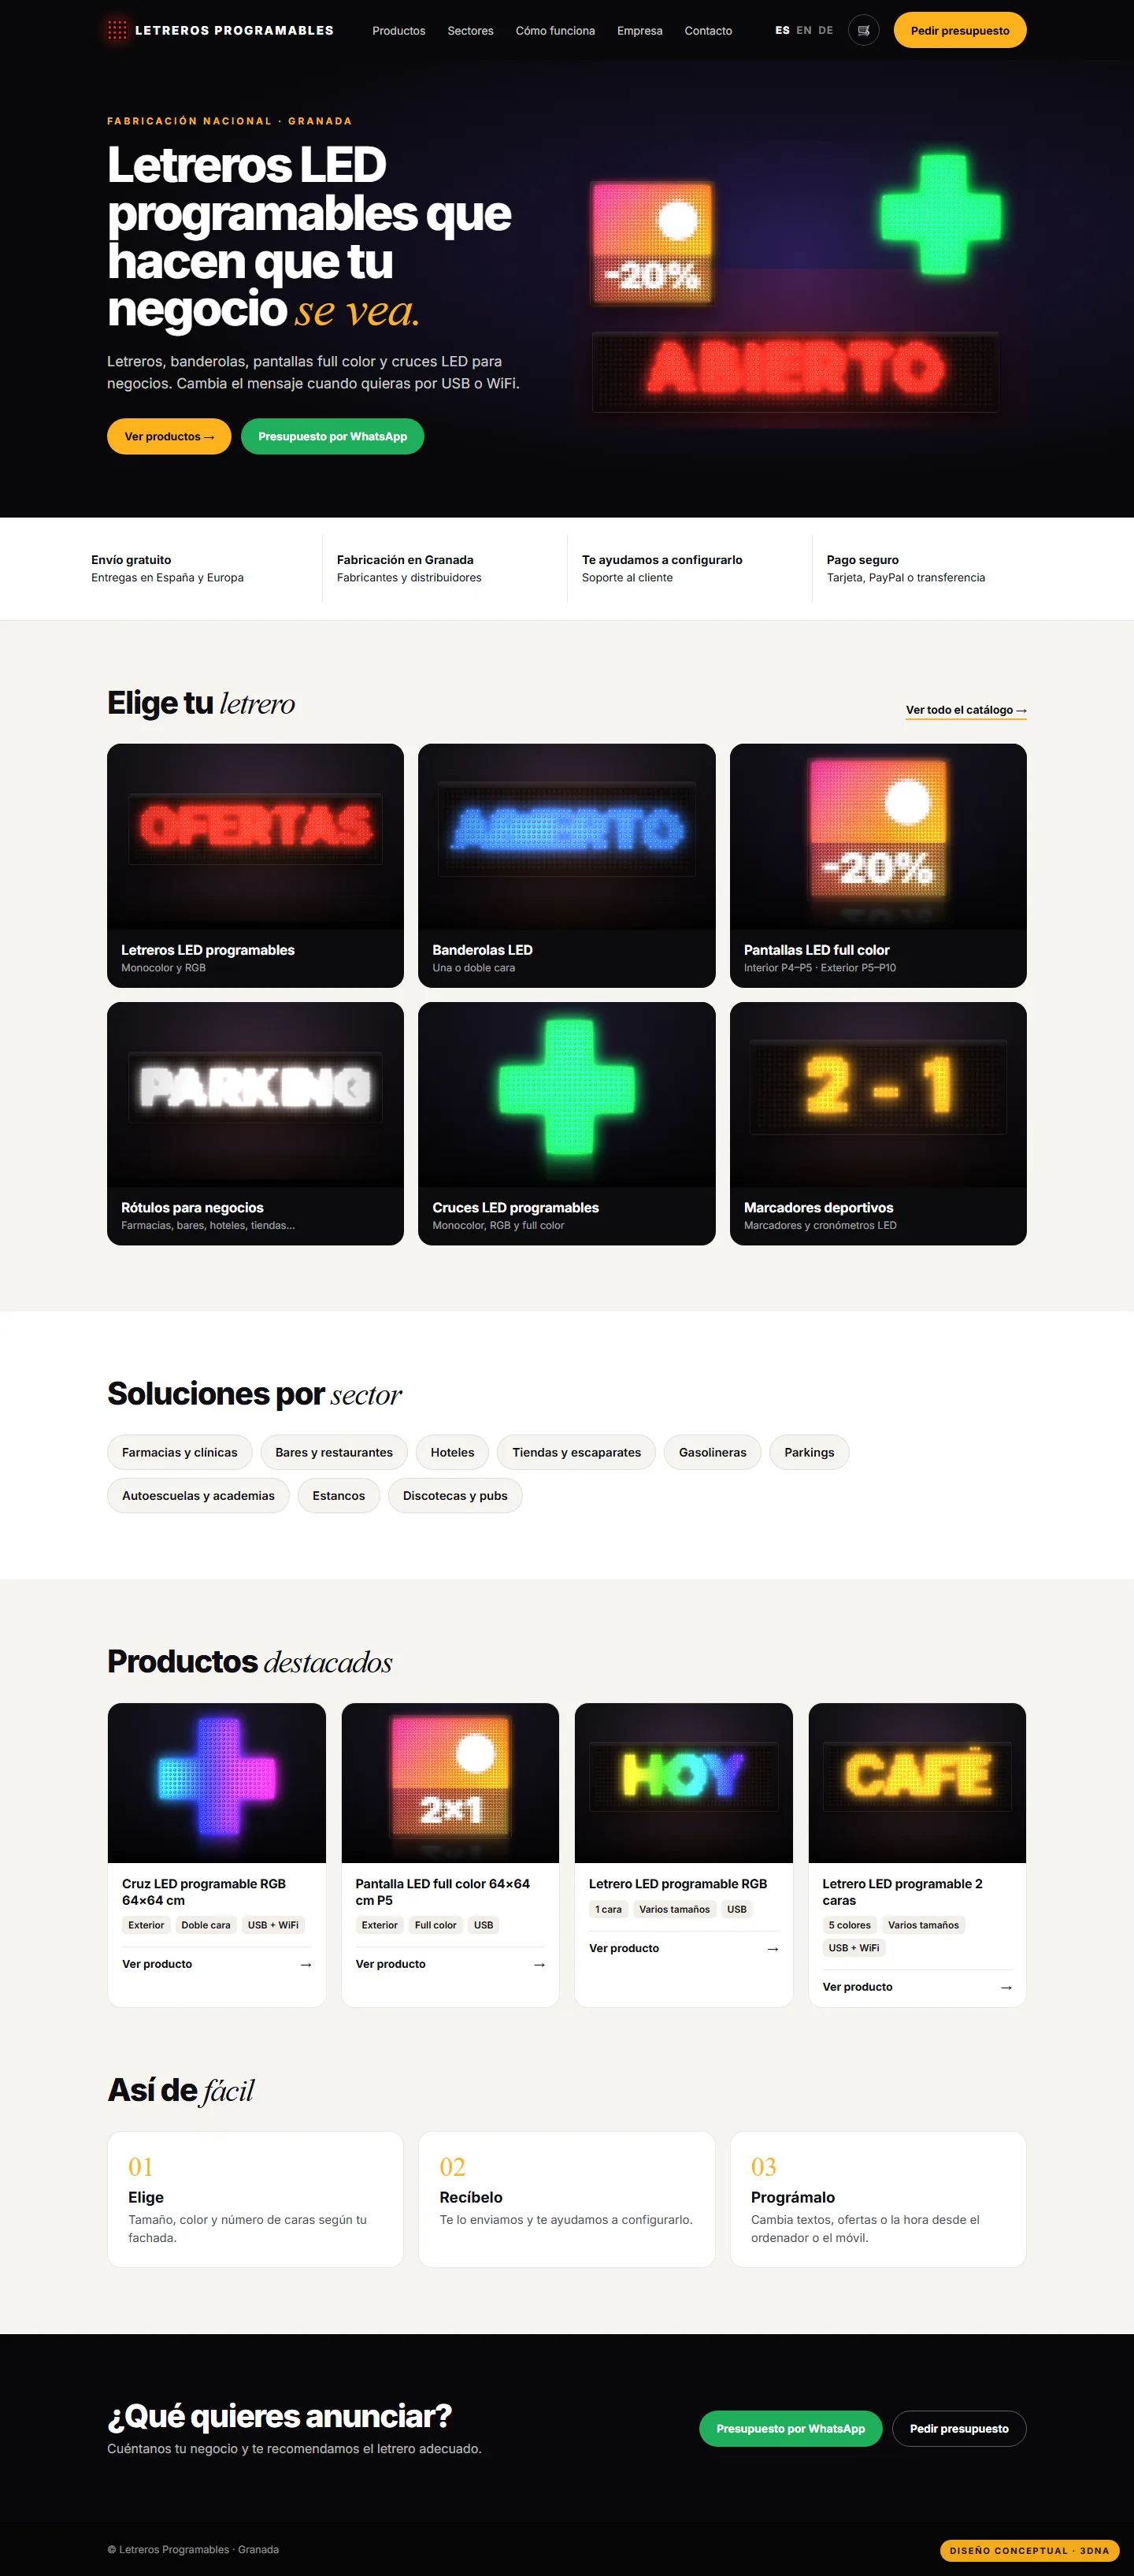 LETREROS PROGRAMABLES
Productos
Sectores
Cómo funciona
Empresa
Contacto
ES EN DE
Pedir presupuesto
FABRICACIÓN NACIONAL · GRANADA
Letreros LED
programables que
hacen que tu
negocio se vea.
Letreros, banderolas, pantallas full color y cruces LED para
negocios. Cambia el mensaje cuando quieras por USB o WiFi.
Ver productos →
Presupuesto por WhatsApp
-20%
ABIERTO
Envío gratuito
Entregas en España y Europa
Fabricación en Granada
Fabricantes y distribuidores
Te ayudamos a configurarlo
Soporte al cliente
Pago seguro
Tarjeta, PayPal o transferencia
Elige tu letrero
Ver todo el catálogo →
OFERTAS
Letreros LED programables
Monocolor y RGB
ABIERTO
Banderolas LED
Una o doble cara
-20%
Pantallas LED full color
Interior P4–P5 · Exterior P5–P10
PARKING
Rótulos para negocios
Farmacias, bares, hoteles, tiendas...
Cruces LED programables
Monocolor, RGB y full color
2 - 1
Marcadores deportivos
Marcadores y cronómetros LED
Soluciones por sector
Farmacias y clínicas
Bares y restaurantes
Hoteles
Tiendas y escaparates
Gasolineras
Parkings
Autoescuelas y academias
Estancos
Discotecas y pubs
Productos destacados
Cruz LED programable RGB
64×64 cm
Exterior
Doble cara
USB + WiFi
Ver producto →
2×1
Pantalla LED full color 64×64
cm P5
Exterior
Full color
USB
Ver producto →
HOY
Letrero LED programable RGB
1 cara
Varios tamaños
USB
Ver producto →
CAFÉ
Letrero LED programable 2
caras
5 colores
Varios tamaños
USB + WiFi
Ver producto →
Así de fácil
01
Elige
Tamaño, color y número de caras según tu
fachada.
02
Recíbelo
Te lo enviamos y te ayudamos a configurarlo.
03
Prográmalo
Cambia textos, ofertas o la hora desde el
ordenador o el móvil.
¿Qué quieres anunciar?
Cuéntanos tu negocio y te recomendamos el letrero adecuado.
Presupuesto por WhatsApp
Pedir presupuesto
© Letreros Programables · Granada
DISEÑO CONCEPTUAL · 3DNA